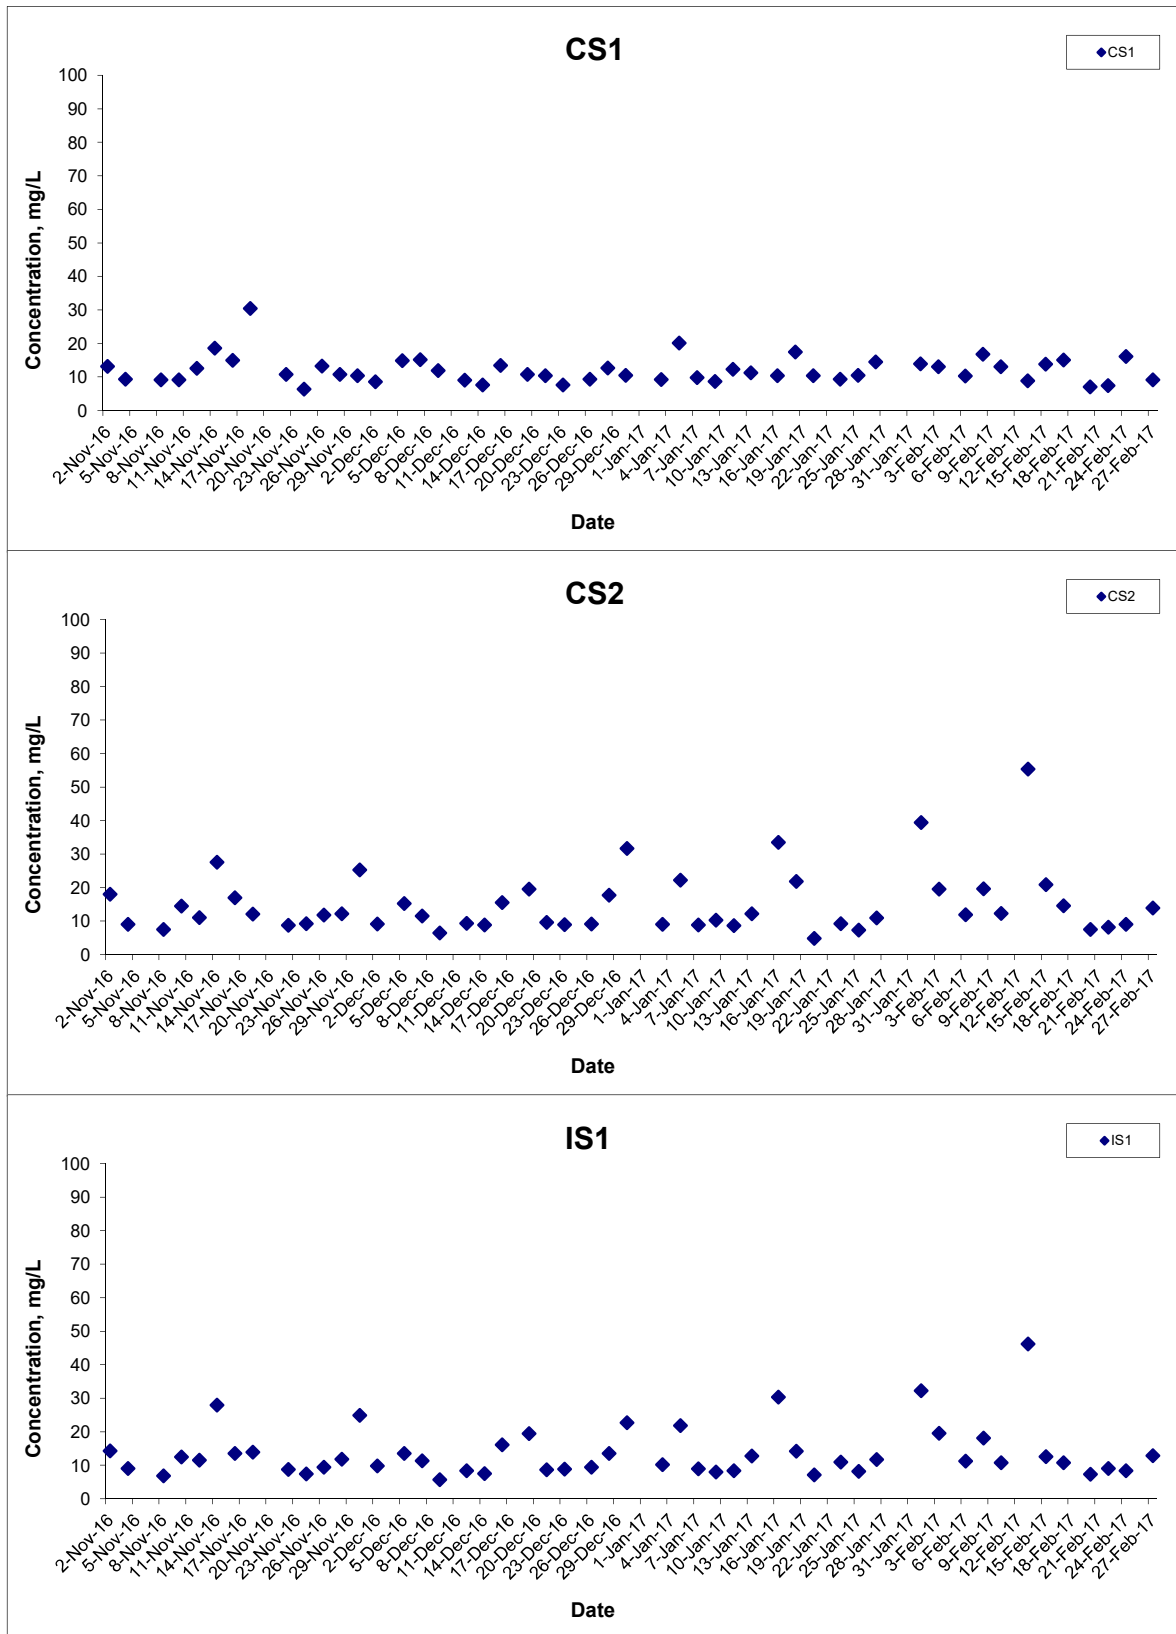 CS1
CS1
Concentration, mg/L
100
90
80
70
60
50
40
30
20
10
0
2-Nov-16
5-Nov-16
8-Nov-16
11-Nov-16
14-Nov-16
17-Nov-16
20-Nov-16
23-Nov-16
26-Nov-16
29-Nov-16
2-Dec-16
5-Dec-16
8-Dec-16
11-Dec-16
14-Dec-16
17-Dec-16
20-Dec-16
23-Dec-16
26-Dec-16
29-Dec-16
1-Jan-17
4-Jan-17
7-Jan-17
10-Jan-17
13-Jan-17
16-Jan-17
19-Jan-17
22-Jan-17
25-Jan-17
28-Jan-17
31-Jan-17
3-Feb-17
6-Feb-17
9-Feb-17
12-Feb-17
15-Feb-17
18-Feb-17
21-Feb-17
24-Feb-17
27-Feb-17
Date
CS2
CS2
Concentration, mg/L
100
90
80
70
60
50
40
30
20
10
0
2-Nov-16
5-Nov-16
8-Nov-16
11-Nov-16
14-Nov-16
17-Nov-16
20-Nov-16
23-Nov-16
26-Nov-16
29-Nov-16
2-Dec-16
5-Dec-16
8-Dec-16
11-Dec-16
14-Dec-16
17-Dec-16
20-Dec-16
23-Dec-16
26-Dec-16
29-Dec-16
1-Jan-17
4-Jan-17
7-Jan-17
10-Jan-17
13-Jan-17
16-Jan-17
19-Jan-17
22-Jan-17
25-Jan-17
28-Jan-17
31-Jan-17
3-Feb-17
6-Feb-17
9-Feb-17
12-Feb-17
15-Feb-17
18-Feb-17
21-Feb-17
24-Feb-17
27-Feb-17
Date
IS1
IS1
Concentration, mg/L
100
90
80
70
60
50
40
30
20
10
0
2-Nov-16
5-Nov-16
8-Nov-16
11-Nov-16
14-Nov-16
17-Nov-16
20-Nov-16
23-Nov-16
26-Nov-16
29-Nov-16
2-Dec-16
5-Dec-16
8-Dec-16
11-Dec-16
14-Dec-16
17-Dec-16
20-Dec-16
23-Dec-16
26-Dec-16
29-Dec-16
1-Jan-17
4-Jan-17
7-Jan-17
10-Jan-17
13-Jan-17
16-Jan-17
19-Jan-17
22-Jan-17
25-Jan-17
28-Jan-17
31-Jan-17
3-Feb-17
6-Feb-17
9-Feb-17
12-Feb-17
15-Feb-17
18-Feb-17
21-Feb-17
24-Feb-17
27-Feb-17
Date